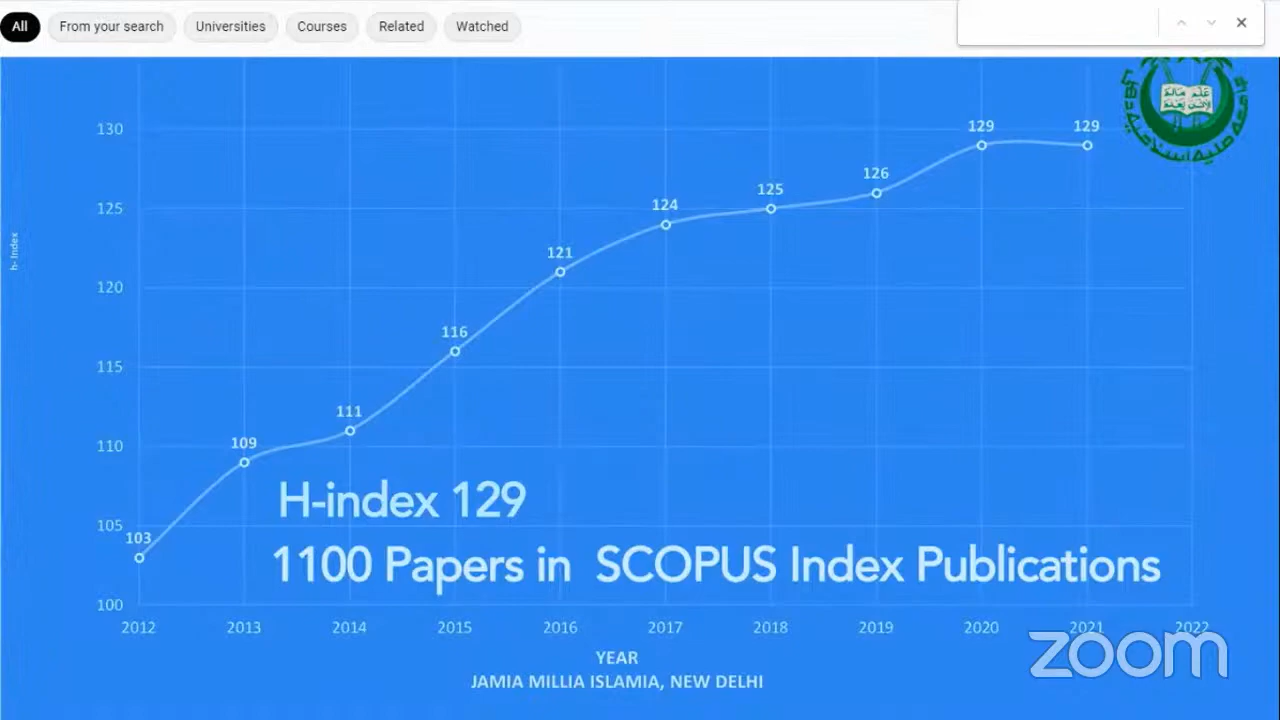 All From your search Universities Courses Related Watched
h- Index
130
125
120
115
110
105
100
103
109
111
116
121
124
125
126
129
129
H-index 129
1100 Papers in SCOPUS Index Publications
2012 2013 2014 2015 2016 2017 2018 2019 2020 2021 2022
YEAR
JAMIA MILLIA ISLAMIA, NEW DELHI
zoom